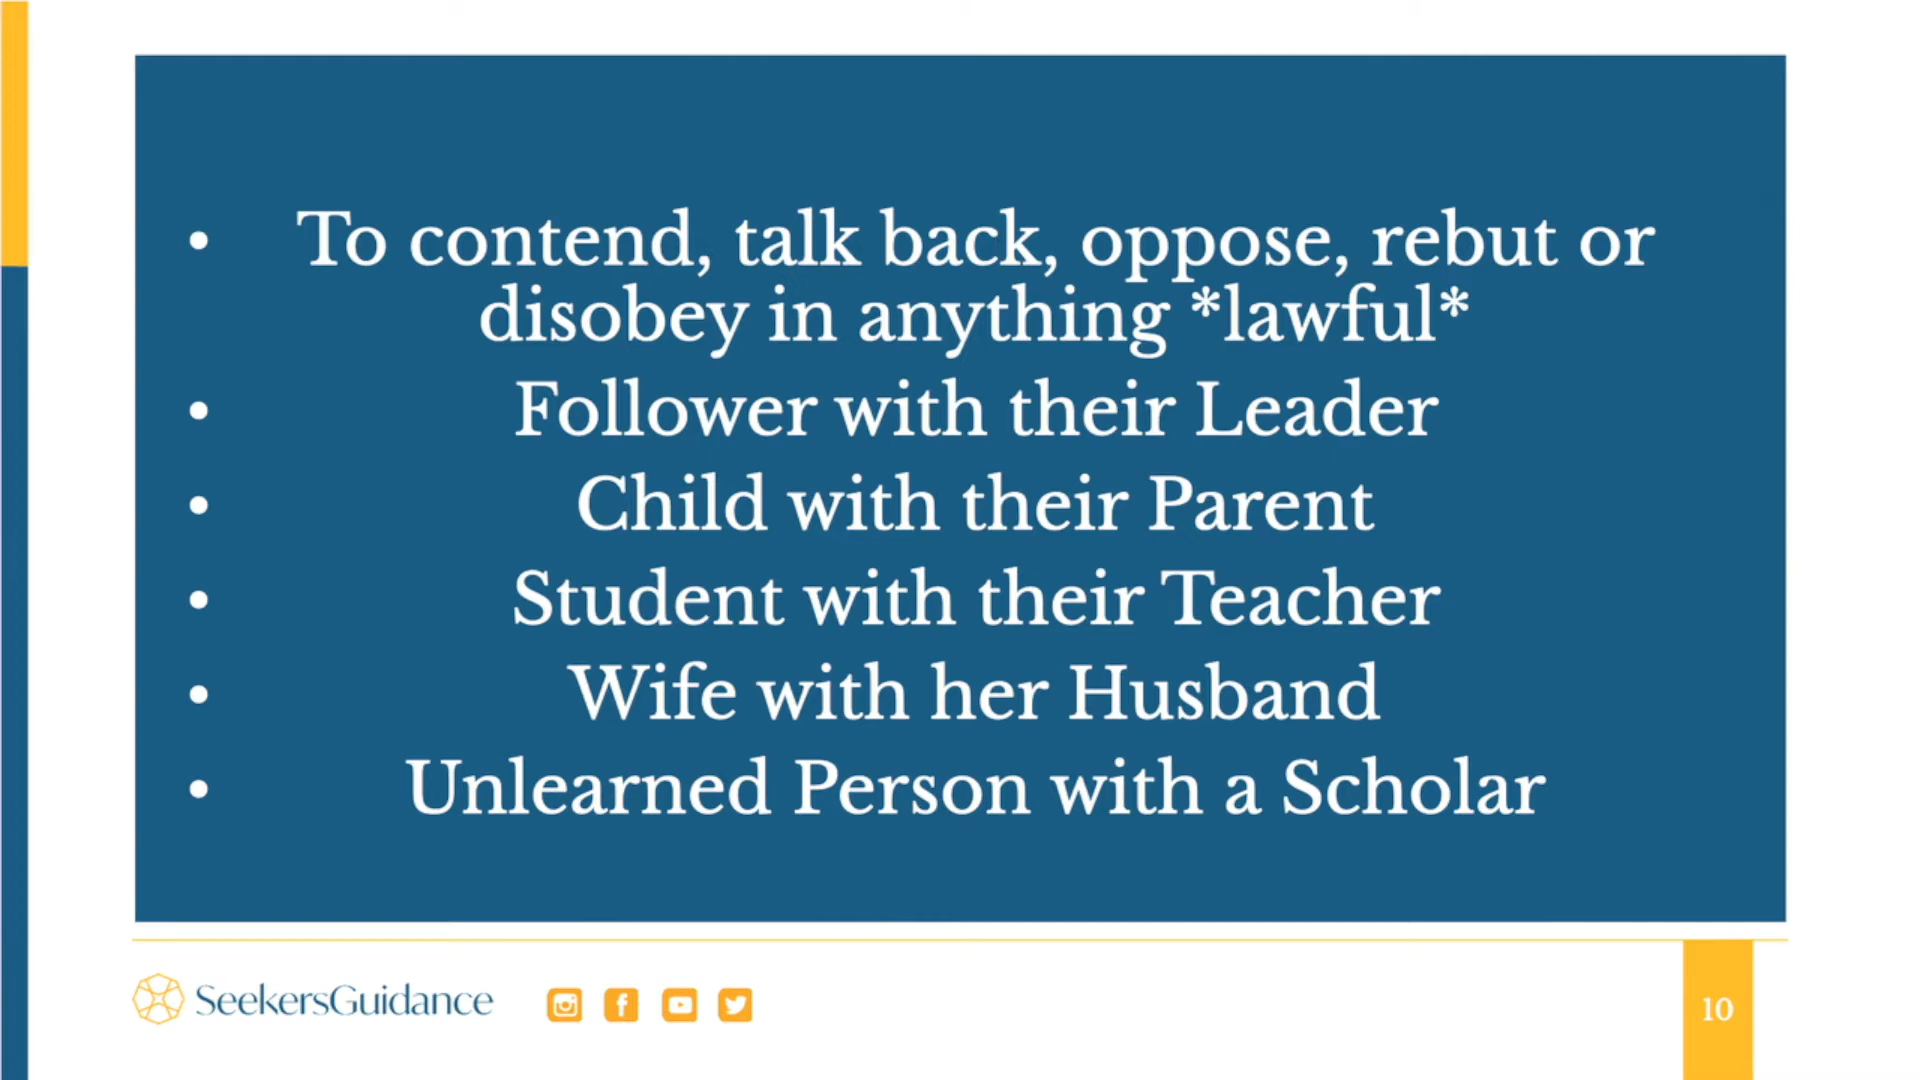 • To contend, talk back, oppose, rebut or
disobey in anything *lawful*
• Follower with their Leader
• Child with their Parent
• Student with their Teacher
• Wife with her Husband
• Unlearned Person with a Scholar
SeekersGuidance
10